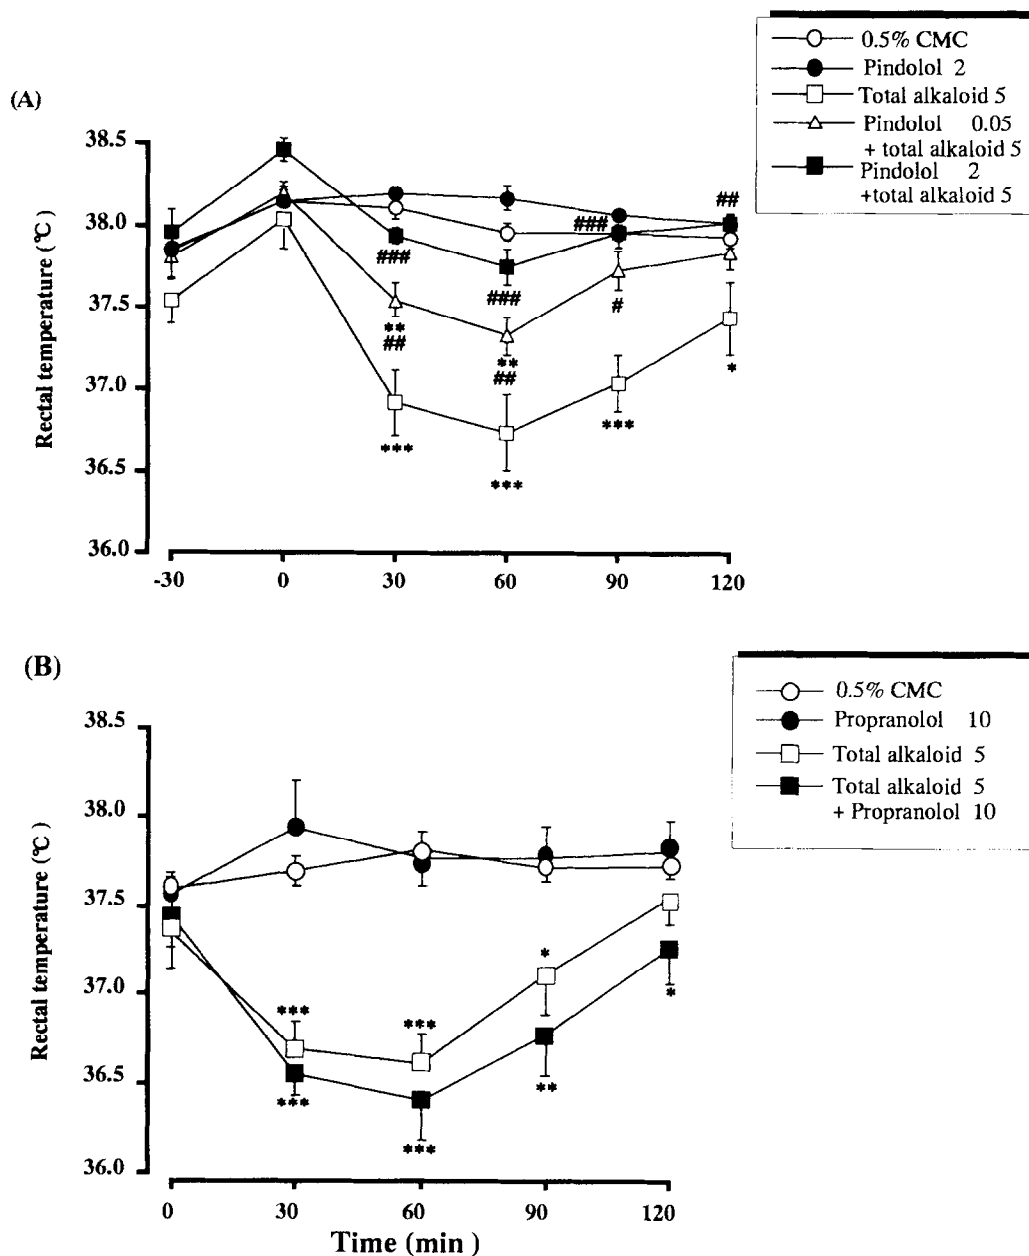 0.5% CMC
Pindolol 2
Total alkaloid 5
Pindolol 0.05
+ total alkaloid 5
Pindolol 2
+total alkaloid 5
(A)
Rectal temperature (℃)
38.5
38.0
37.5
37.0
36.5
36.0
##
###
###
###
#
**
##
**
##
*
***
***
***
-30 0 30 60 90 120
(B)
0.5% CMC
Propranolol 10
Total alkaloid 5
Total alkaloid 5
+ Propranolol 10
Rectal temperature (℃)
38.5
38.0
37.5
37.0
36.5
36.0
*
*
*** ***
**
***
***
0 30 60 90 120
Time (min )